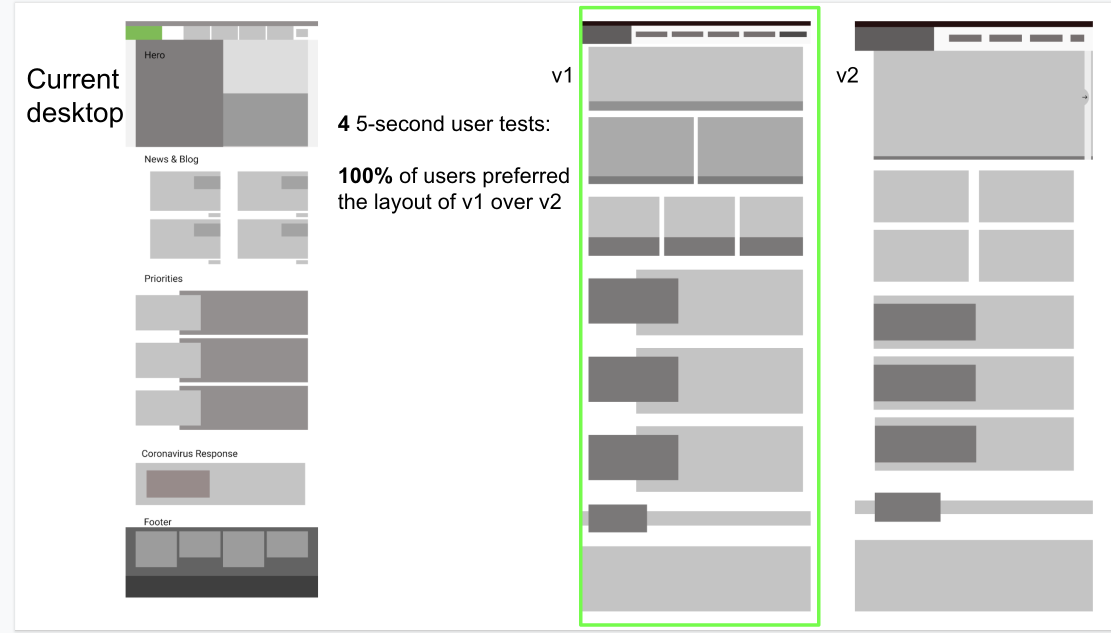 Hero
Current
desktop
News & Blog
Priorities
Coronavirus Response
Footer
4 5-second user tests:
100% of users preferred
the layout of v1 over v2
v1
v2